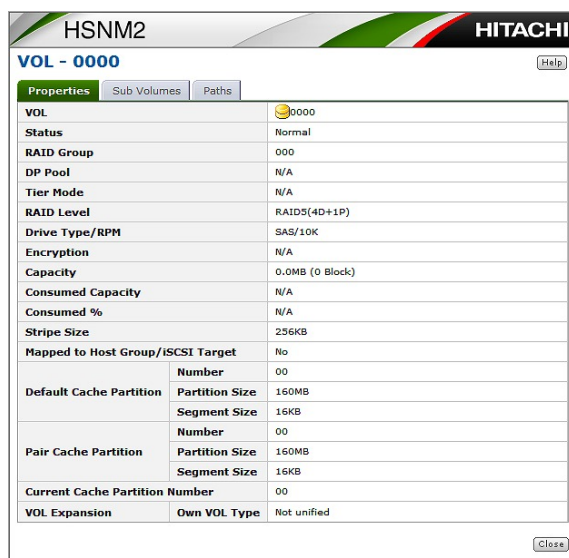 HSNM2 HITACHI
VOL - 0000 Help
Properties Sub Volumes Paths
VOL 0000
Status Normal
RAID Group 000
DP Pool N/A
Tier Mode N/A
RAID Level RAID5(4D+1P)
Drive Type/RPM SAS/10K
Encryption N/A
Capacity 0.0MB (0 Block)
Consumed Capacity N/A
Consumed % N/A
Stripe Size 256KB
Mapped to Host Group/iSCSI Target No
Number 00
Default Cache Partition Partition Size 160MB
Segment Size 16KB
Number 00
Pair Cache Partition Partition Size 160MB
Segment Size 16KB
Current Cache Partition Number 00
VOL Expansion Own VOL Type Not unified
Close